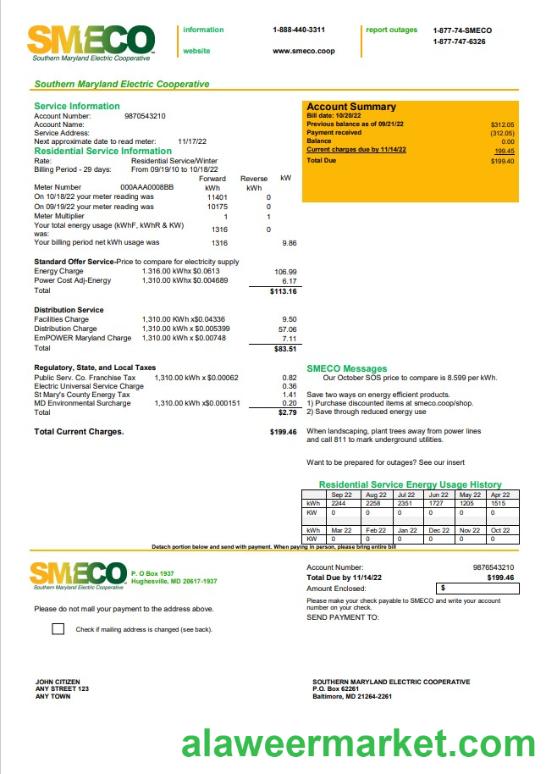 SMECO
Southern Maryland Electric Cooperative
information 1-888-440-3311
website www.smeco.coop
report outages 1-877-74-SMECO
1-877-747-6326
Southern Maryland Electric Cooperative
Service Information
Account Number: 9870543210
Account Name:
Service Address:
Next approximate date to read meter: 11/17/22
Residential Service Information
Rate: Residential Service/Winter
Billing Period - 29 days: From 09/19/10 to 10/18/22
Forward Reverse kW
Meter Number 000AAA0008BB kWh kWh
On 10/18/22 your meter reading was 11401 0
On 09/19/22 your meter reading was 10175 0
Meter Multiplier 1 1
Your total energy usage (kWhF, kWhR & KW) was: 1316 0
Your billing period net kWh usage was 1316 9.86
Standard Offer Service-Price to compare for electricity supply
Energy Charge 1,316.00 kWhx $0.0613 106.99
Power Cost Adj-Energy 1,316.00 kWhx $0.004689 6.17
Total $113.16
Distribution Service
Facilities Charge 1,310.00 KWh x$0.04336 9.50
Distribution Charge 1,310.00 KWh x $0.005399 57.06
EmPOWER Maryland Charge 1,310.00 KWh x $0.00748 7.11
Total $83.51
Regulatory, State, and Local Taxes
Public Serv. Co. Franchise Tax 1,310.00 kWh x $0.00062 0.82
Electric Universal Service Charge 0.36
St Mary's County Energy Tax 1.41
MD Environmental Surcharge 1,310.00 kWh x$0.000151 0.20
Total $2.79
Total Current Charges. $199.46
Account Summary
Bill date: 10/20/22
Previous balance as of 09/21/22 $312.05
Payment received (312.05)
Balance 0.00
Current charges due by 11/14/22 199.45
Total Due $199.40
SMECO Messages
Our October SOS price to compare is 8.599 per kWh.
Save two ways on energy efficient products.
1) Purchase discounted items at smeco.coop/shop.
2) Save through reduced energy use
When landscaping, plant trees away from power lines
and call 811 to mark underground utilities.
Want to be prepared for outages? See our insert
Residential Service Energy Usage History
Sep 22 Aug 22 Jul 22 Jun 22 May 22 Apr 22
kWh 2244 2258 2351 1727 1205 1515
KW 0 0 0 0 0 0
kWh Mar 22 Feb 22 Jan 22 Dec 22 Nov 22 Oct 22
KW 0 0 0 0 0 0
Detach portion below and send with payment. When paying in person, please bring entire bill
SMECO
Southern Maryland Electric Cooperative
P. O Box 1937
Hughesville, MD 20617-1937
Please do not mail your payment to the address above.
Check if mailing address is changed (see back).
Account Number: 9876543210
Total Due by 11/14/22 $199.46
Amount Enclosed: $
Please make your check payable to SMECO and write your account
number on your check.
SEND PAYMENT TO:
JOHN CITIZEN
ANY STREET 123
ANY TOWN
SOUTHERN MARYLAND ELECTRIC COOPERATIVE
P.O. Box 62261
Baltimore, MD 21264-2261
alaweermarket.com